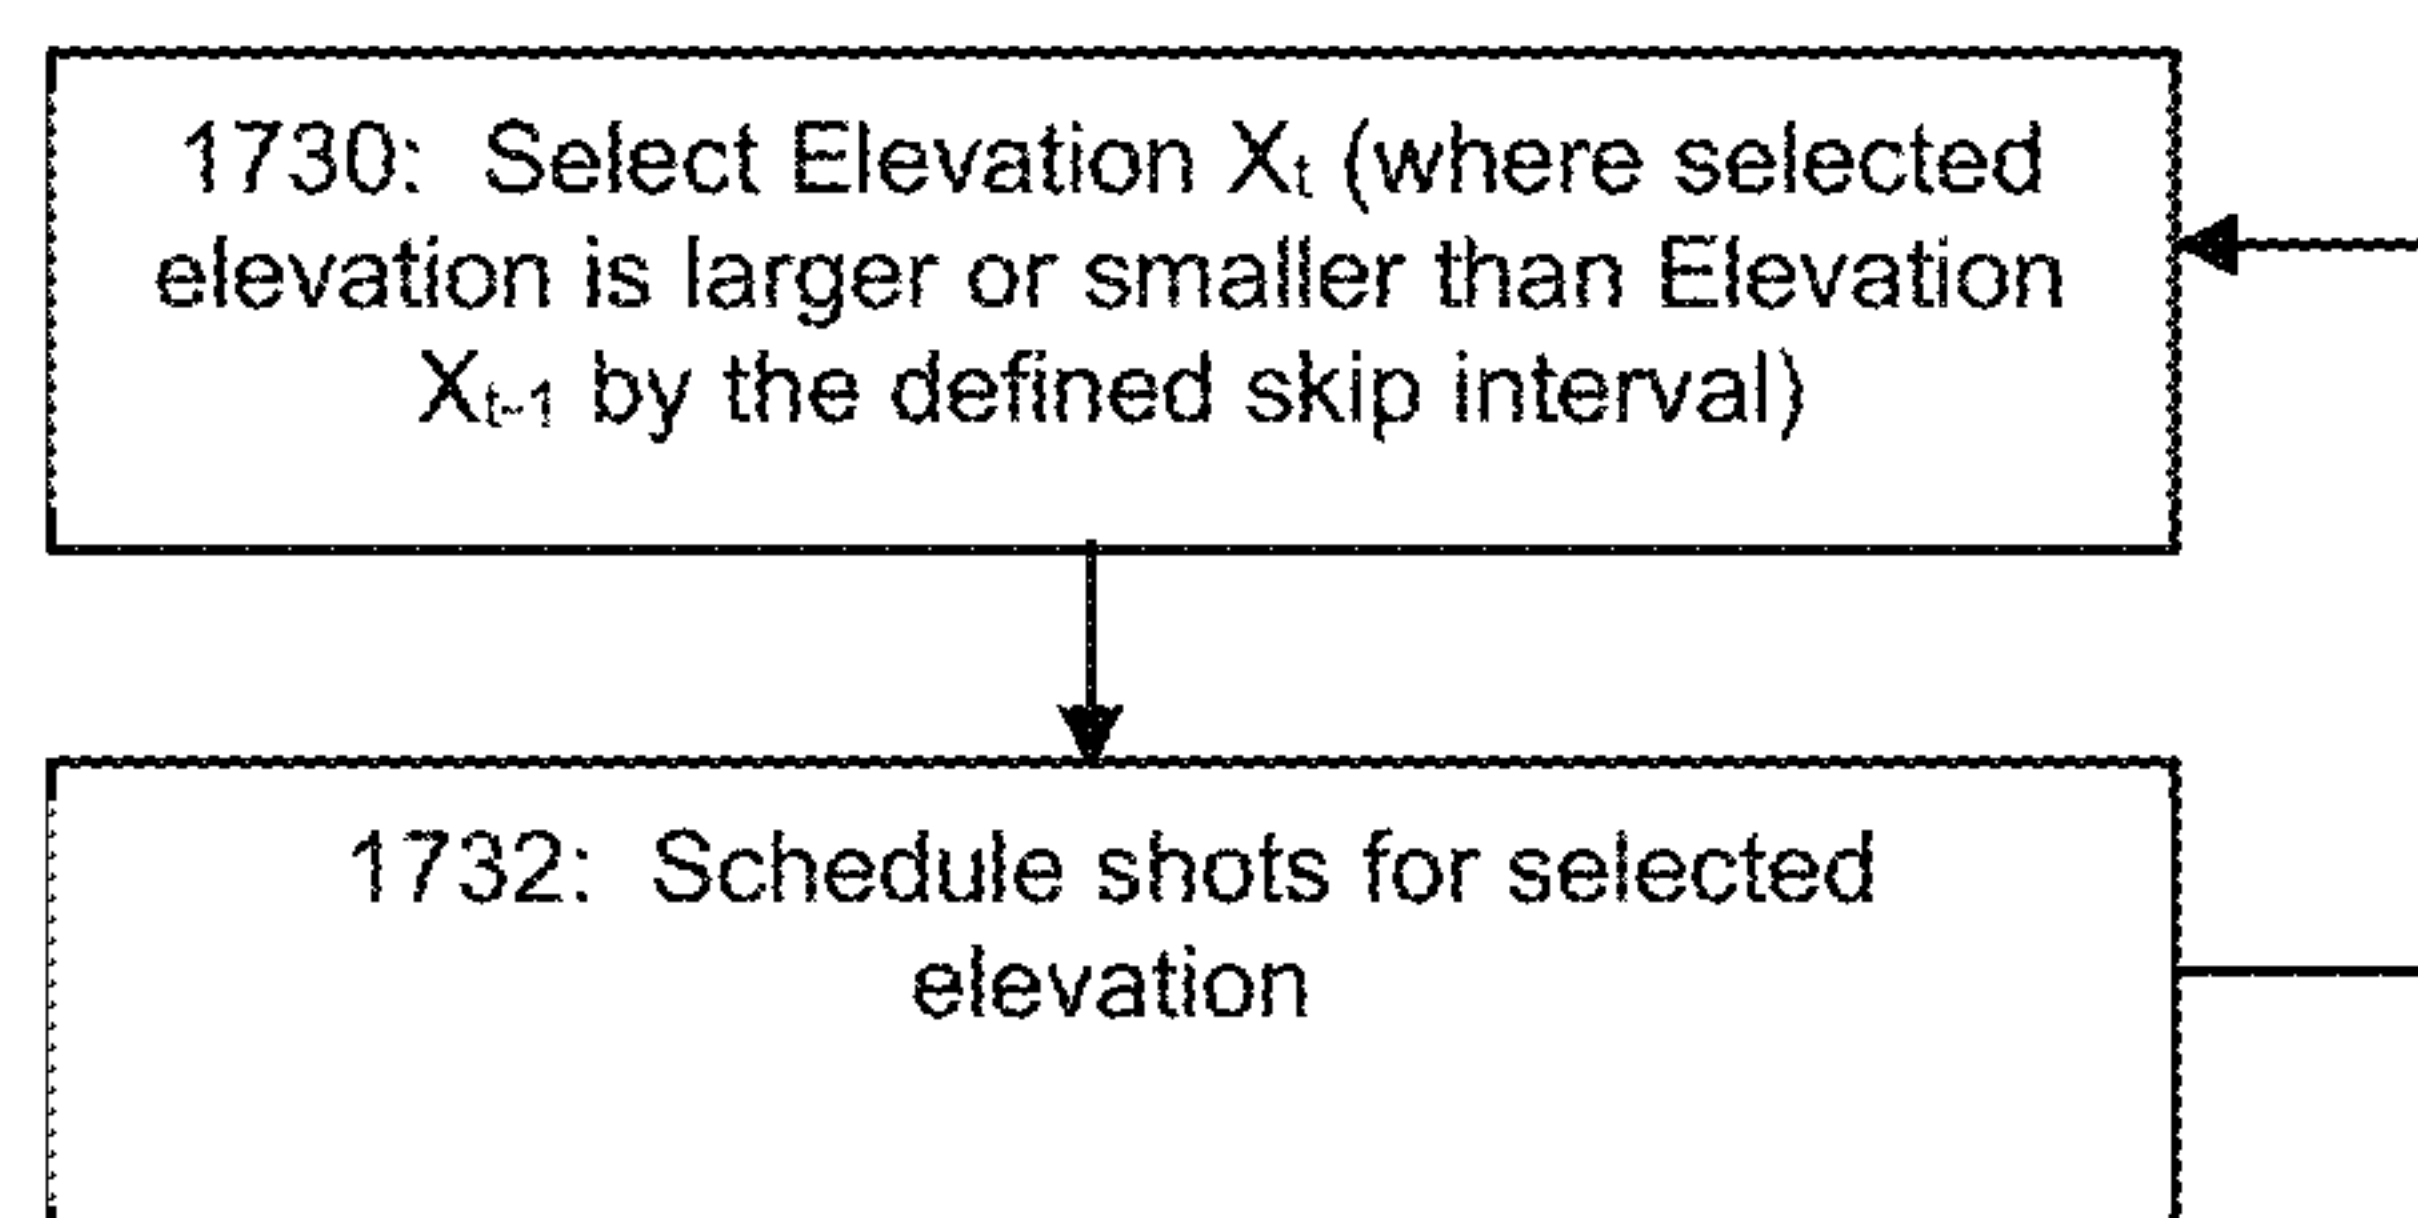 1730: Select Elevation Xₜ (where selected
elevation is larger or smaller than Elevation
Xₜ₋₁ by the defined skip interval)
1732: Schedule shots for selected
elevation